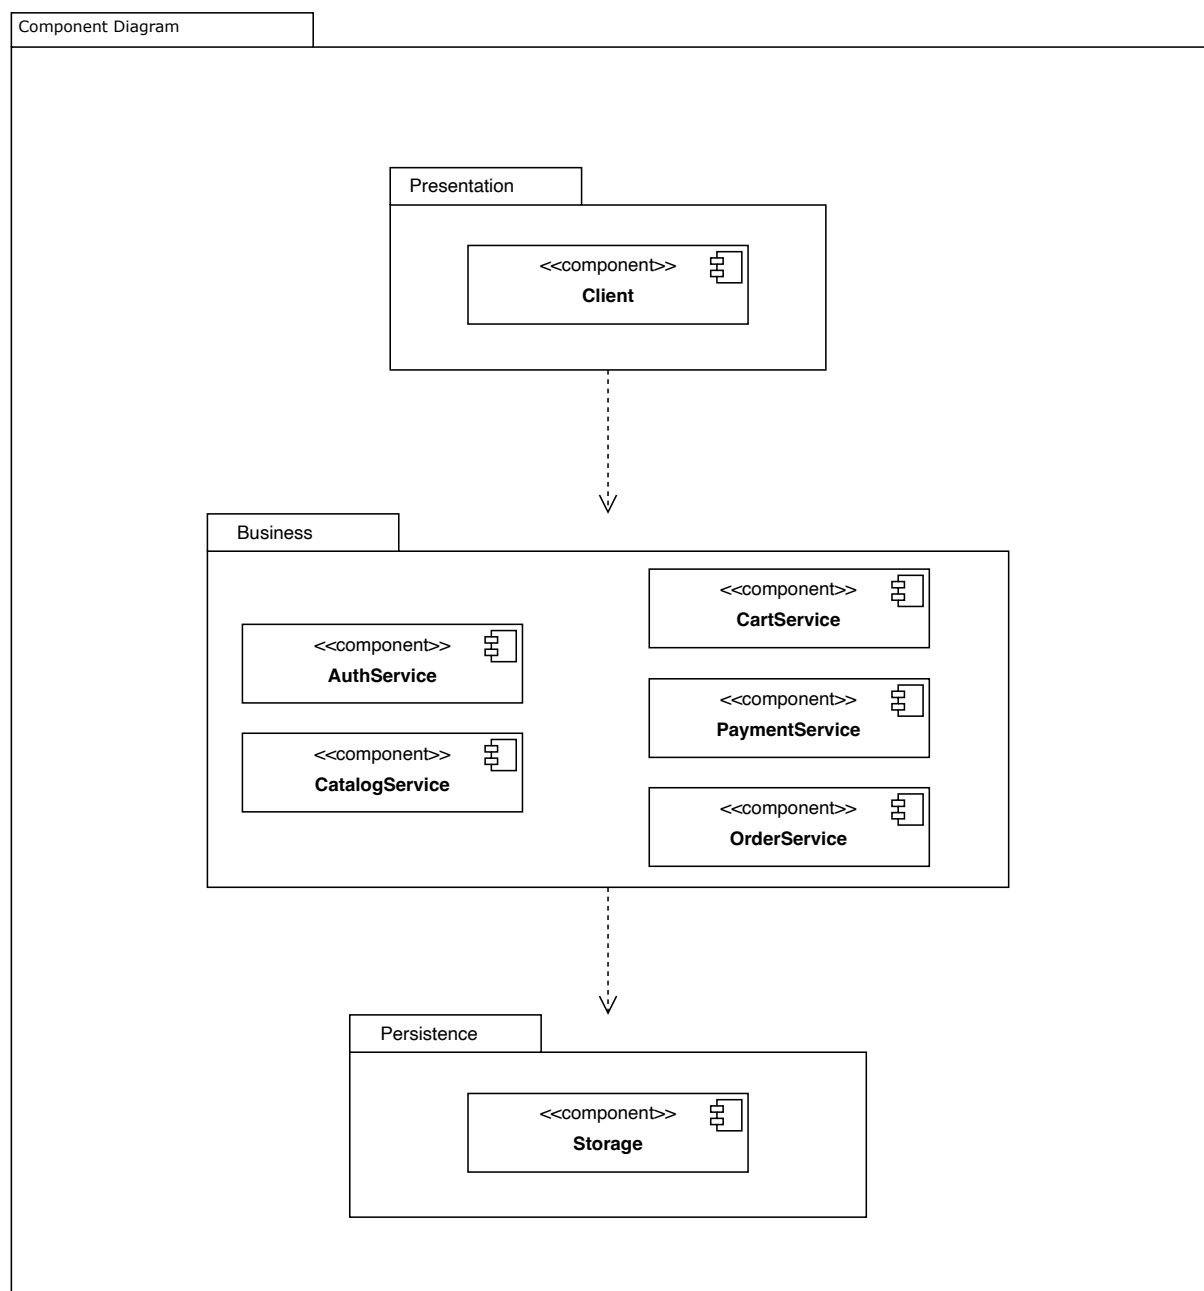 Component Diagram
Presentation
<<component>>
Client
Business
<<component>>
AuthService
<<component>>
CatalogService
<<component>>
CartService
<<component>>
PaymentService
<<component>>
OrderService
Persistence
<<component>>
Storage